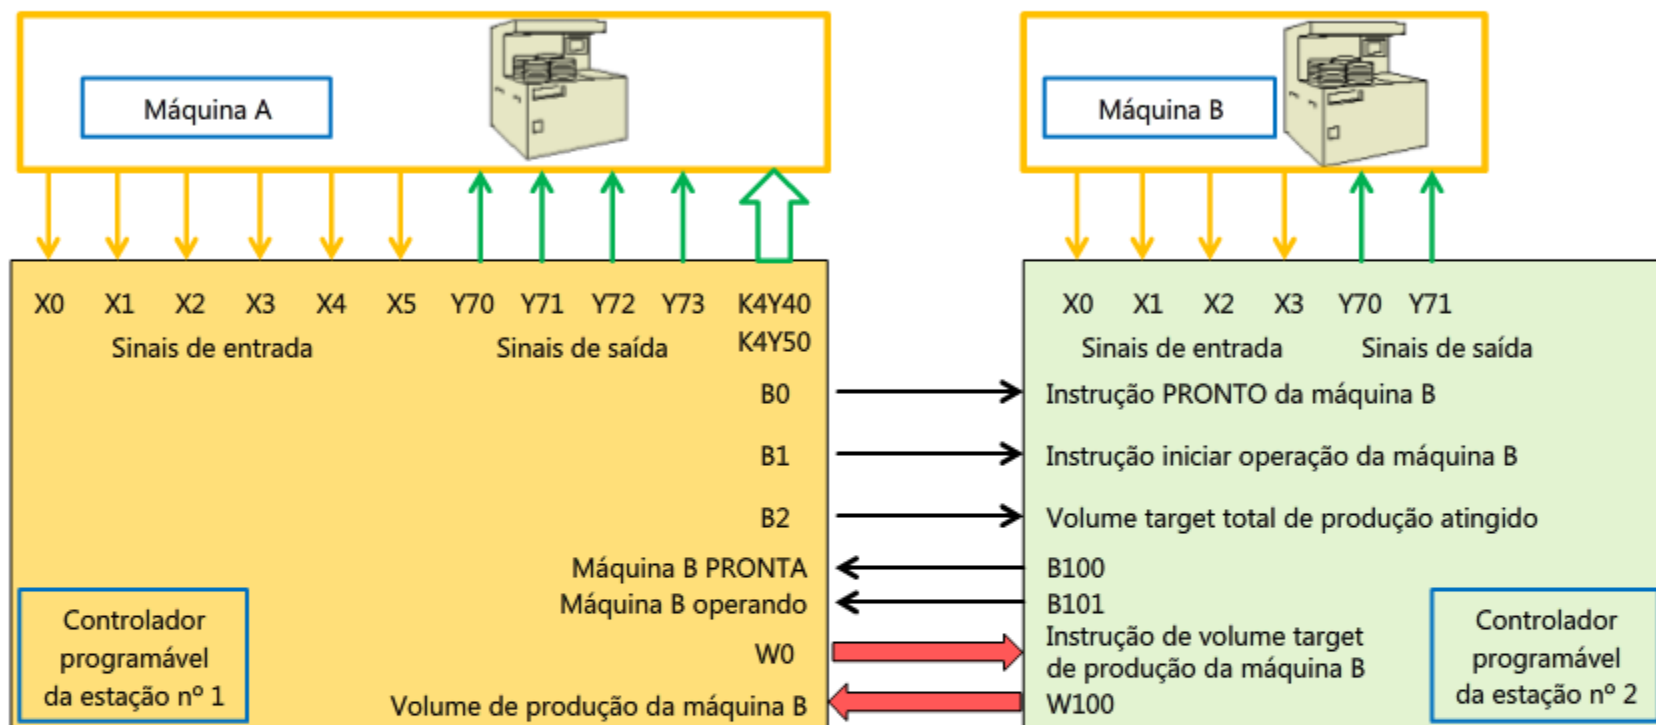 Máquina A
Máquina B
X0 X1 X2 X3 X4 X5 Y70 Y71 Y72 Y73 K4Y40
K4Y50
Sinais de entrada Sinais de saída
X0 X1 X2 X3 Y70 Y71
Sinais de entrada Sinais de saída
B0 Instrução PRONTO da máquina B
B1 Instrução iniciar operação da máquina B
B2 Volume target total de produção atingido
Máquina B PRONTA B100
Máquina B operando B101
W0 Instrução de volume target
de produção da máquina B
Volume de produção da máquina B W100
Controlador
programável
da estação nº 1
Controlador
programável
da estação nº 2